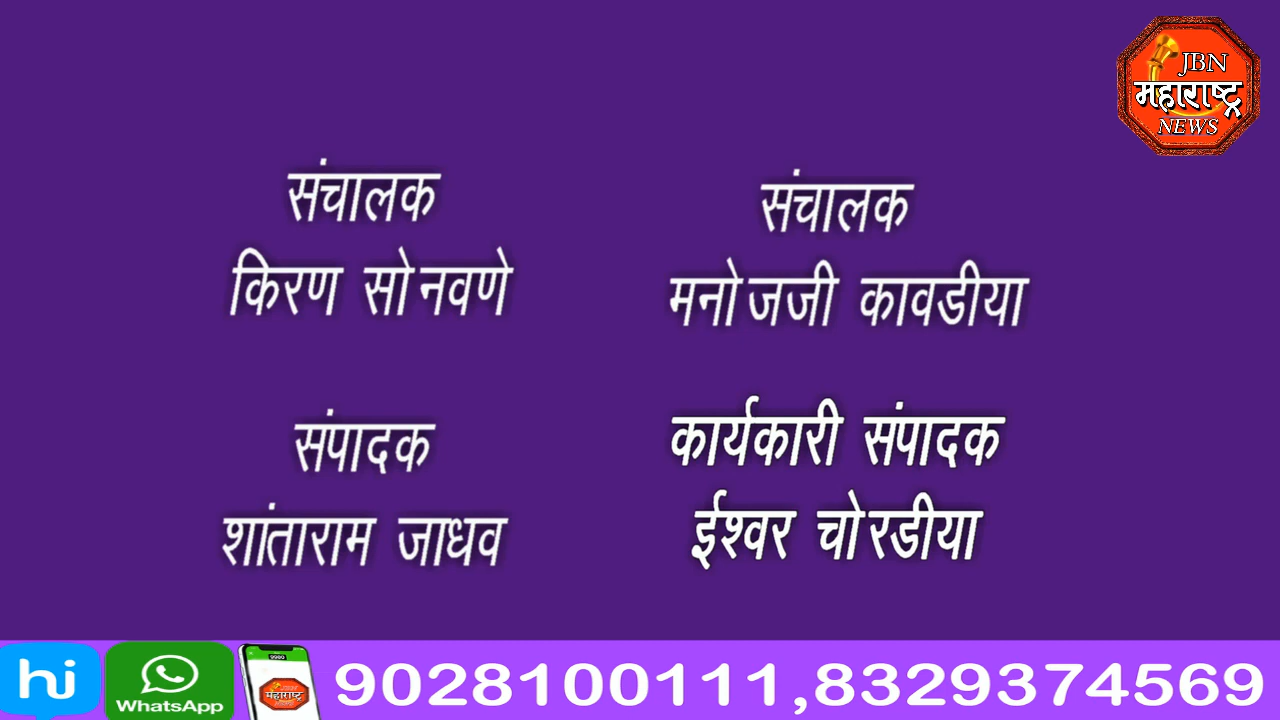 JBN
महाराष्ट्र
NEWS
संचालक
किरण सोनवणे
संचालक
मनोजजी कावडीया
संपादक
शांताराम जाधव
कार्यकारी संपादक
ईश्वर चोरडीया
hi
WhatsApp
महाराष्ट्र
9028100111,8329374569